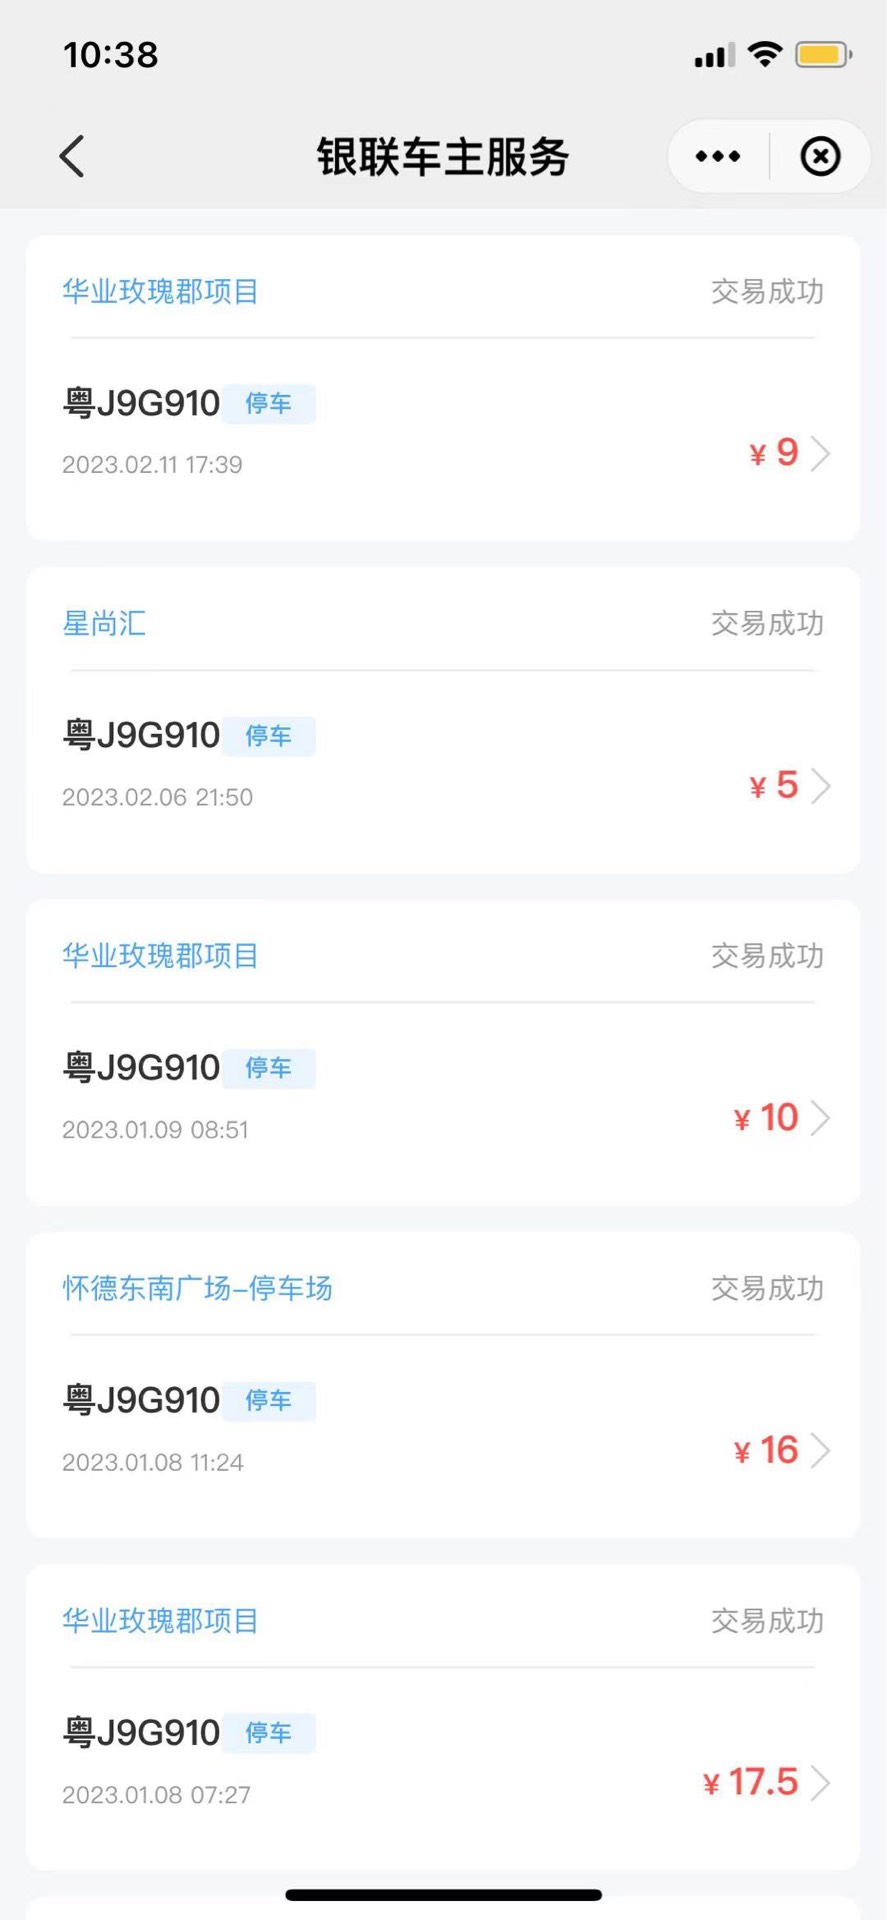 10:38
银联车主服务
华业玫瑰郡项目 交易成功
粤J9G910 停车
2023.02.11 17:39
¥ 9
星尚汇 交易成功
粤J9G910 停车
2023.02.06 21:50
¥ 5
华业玫瑰郡项目 交易成功
粤J9G910 停车
2023.01.09 08:51
¥ 10
怀德东南广场-停车场 交易成功
粤J9G910 停车
2023.01.08 11:24
¥ 16
华业玫瑰郡项目 交易成功
粤J9G910 停车
2023.01.08 07:27
¥ 17.5